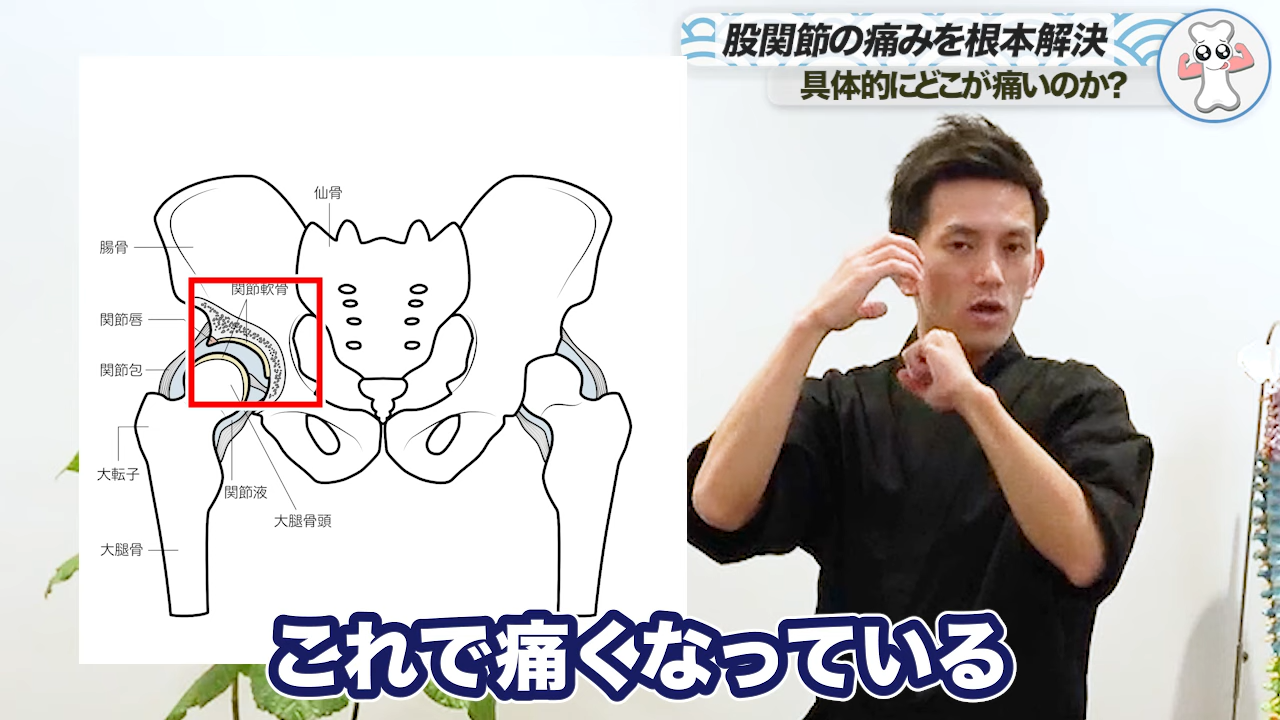 股関節の痛みを根本解決
具体的にどこが痛いのか?
仙骨
腸骨
関節軟骨
関節唇
関節包
大転子
関節液
大腿骨頭
大腿骨
これで痛くなっている